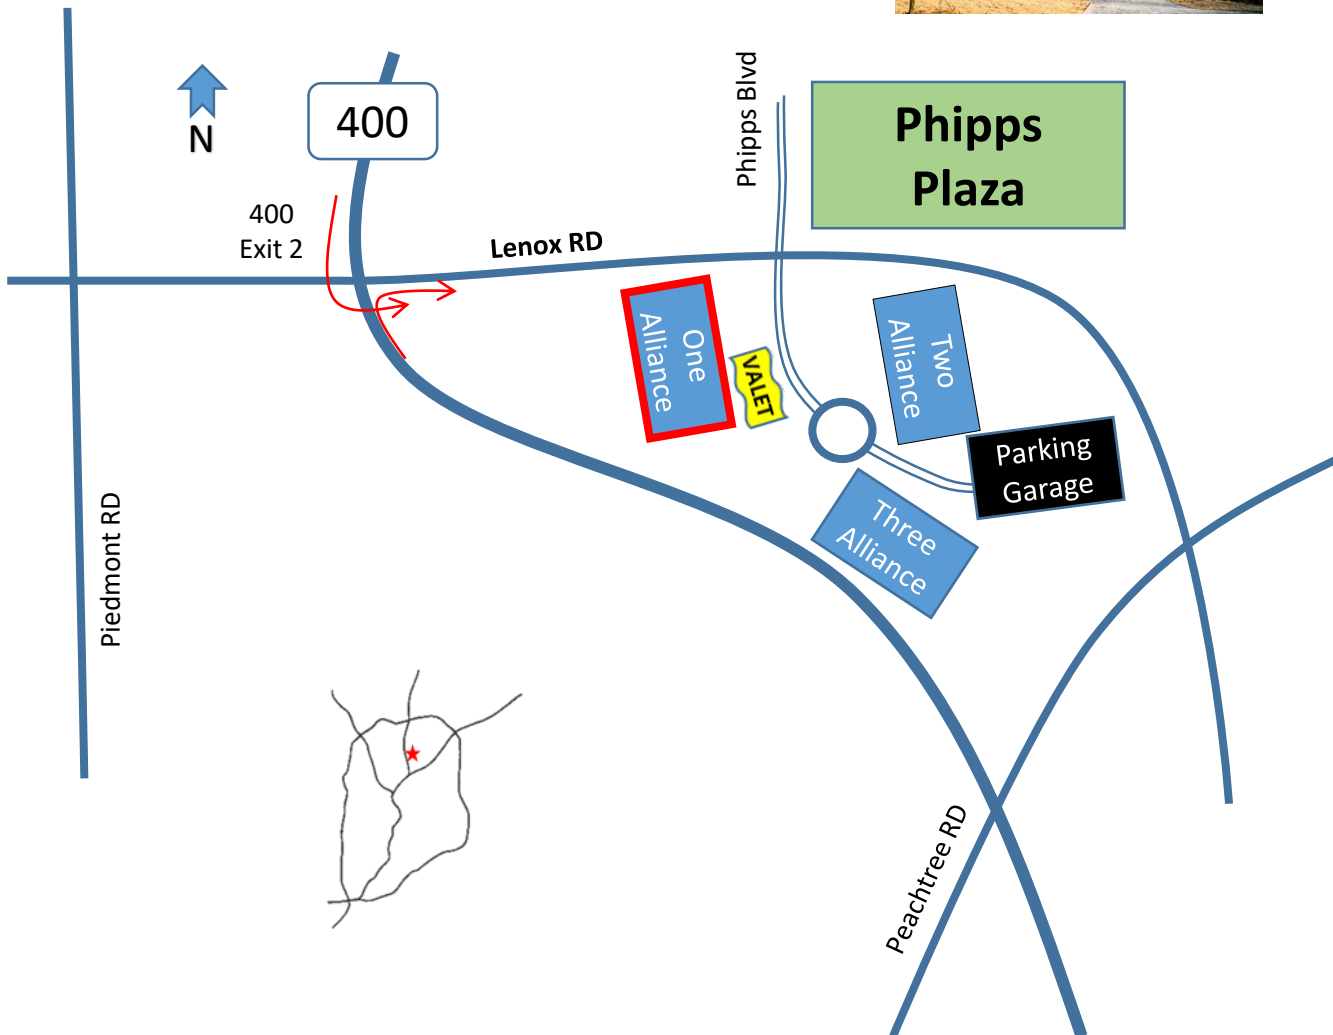 Phipps Blvd
Phipps
Plaza
400
N
400
Exit 2
Lenox RD
One
Alliance
VALET
Two
Alliance
Parking
Garage
Three
Alliance
Piedmont RD
Peachtree RD